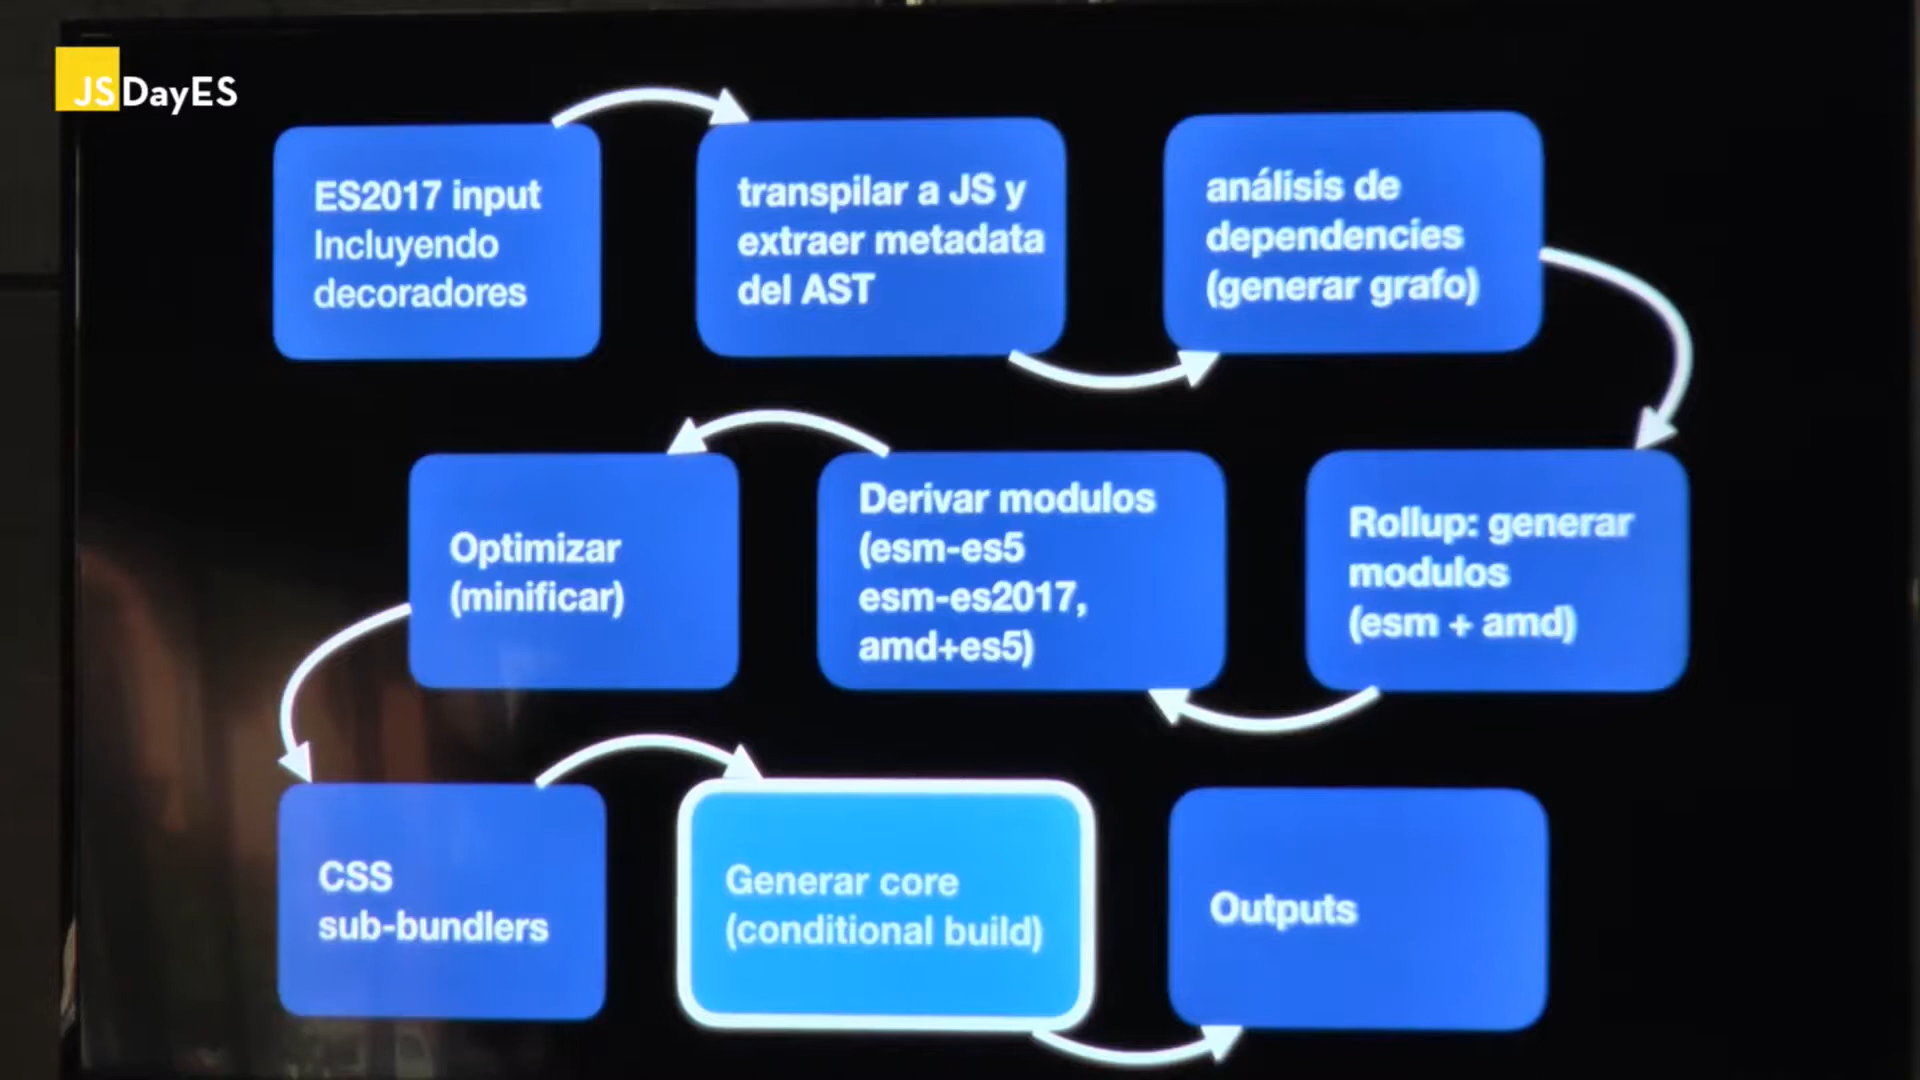 JSDayES
ES2017 input
Incluyendo
decoradores
transpilar a JS y
extraer metadata
del AST
análisis de
dependencies
(generar grafo)
Rollup: generar
modulos
(esm + amd)
Derivar modulos
(esm-es5
esm-es2017,
amd+es5)
Optimizar
(minificar)
CSS
sub-bundlers
Generar core
(conditional build)
Outputs